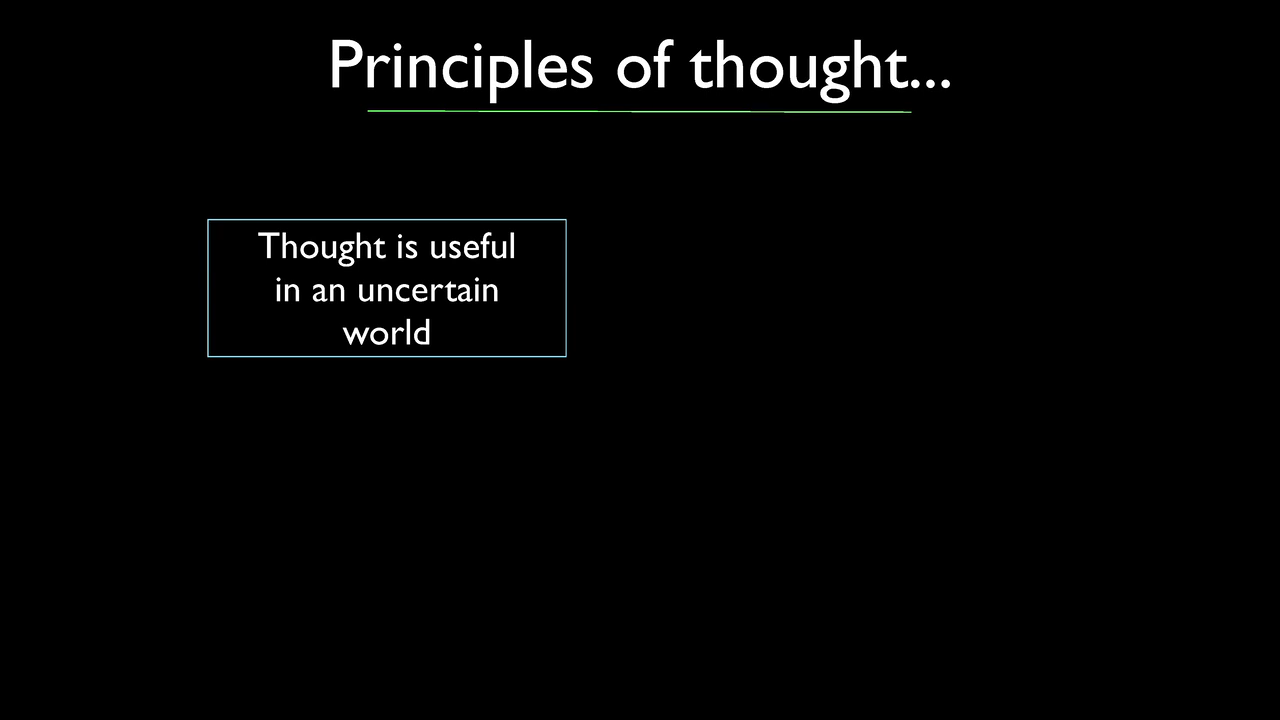 Principles of thought...
Thought is useful
in an uncertain
world